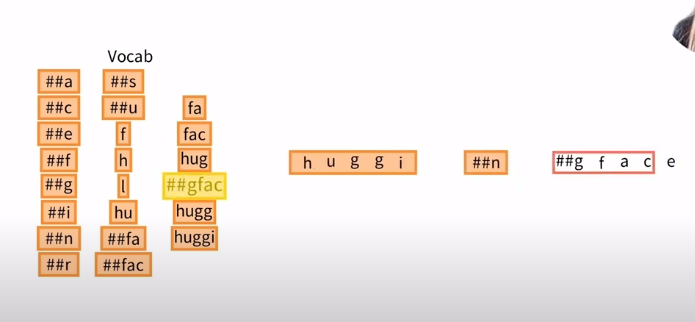 Vocab
##a ##s
##c ##u fa
##e f fac
##f h hug h u g g i ##n ##g f a c e
##g l ##gfac
##i hu hugg
##n ##fa huggi
##r ##fac